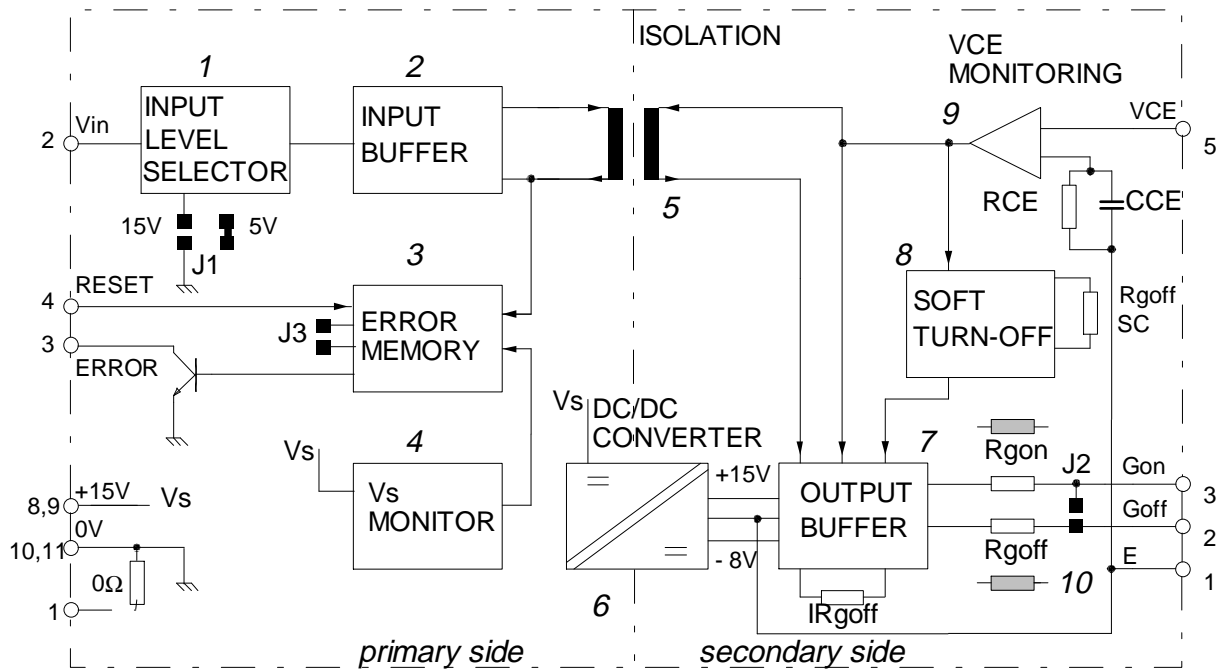 ISOLATION
1
2
VCE
MONITORING
INPUT
LEVEL
SELECTOR
INPUT
BUFFER
9
VCE
2
Vin
5
5
RCE
CCE
15V
5V
J1
3
8
RESET
4
J3
ERROR
MEMORY
SOFT
TURN-OFF
Rgoff
SC
3
ERROR
Vs
DC/DC
CONVERTER
4
7
Rgon
J2
Gon
Vs
Vs
MONITOR
+15V
OUTPUT
BUFFER
3
8,9
+15V
Vs
Goff
0V
2
10,11
- 8V
Rgoff
E
0Ω
10
1
1
6
IRgoff
primary side
secondary side